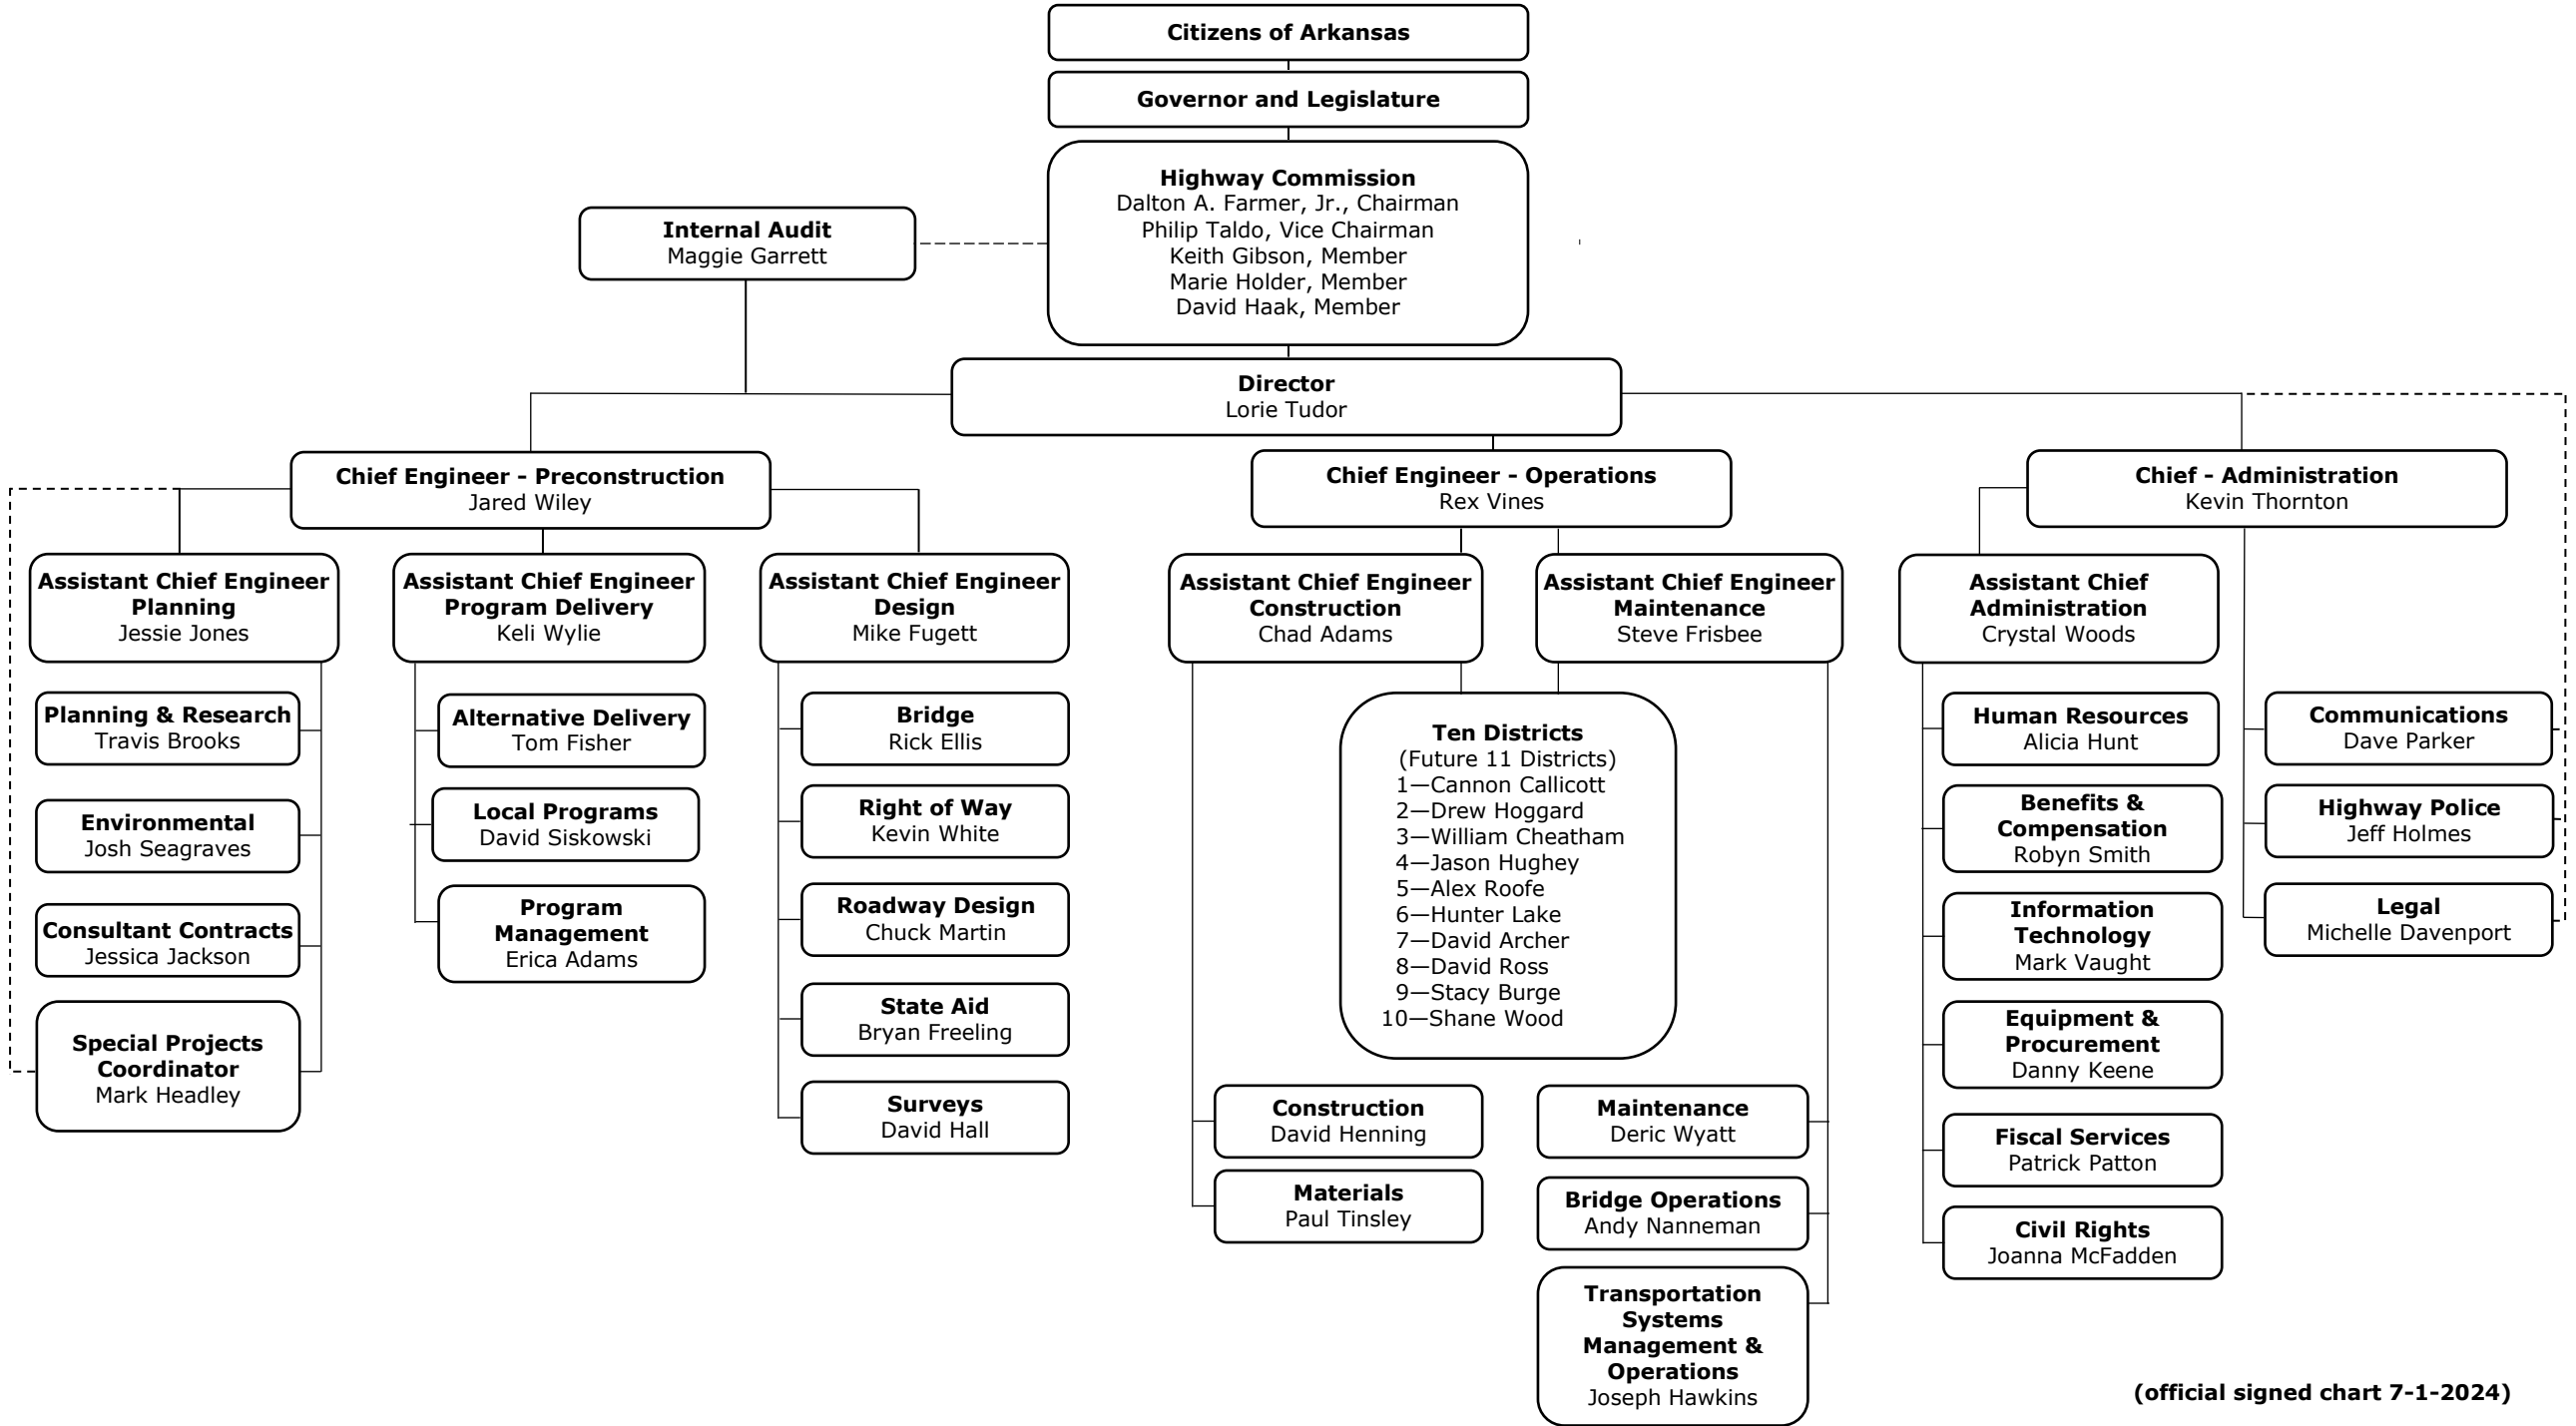 Citizens of Arkansas
Governor and Legislature
Highway Commission
Dalton A. Farmer, Jr., Chairman
Philip Taldo, Vice Chairman
Keith Gibson, Member
Marie Holder, Member
David Haak, Member
Internal Audit
Maggie Garrett
Director
Lorie Tudor
Chief Engineer - Preconstruction
Jared Wiley
Chief Engineer - Operations
Rex Vines
Chief - Administration
Kevin Thornton
Assistant Chief Engineer
Planning
Jessie Jones
Assistant Chief Engineer
Program Delivery
Keli Wylie
Assistant Chief Engineer
Design
Mike Fugett
Assistant Chief Engineer
Construction
Chad Adams
Assistant Chief Engineer
Maintenance
Steve Frisbee
Assistant Chief
Administration
Crystal Woods
Planning & Research
Travis Brooks
Environmental
Josh Seagraves
Consultant Contracts
Jessica Jackson
Special Projects
Coordinator
Mark Headley
Alternative Delivery
Tom Fisher
Local Programs
David Siskowski
Program
Management
Erica Adams
Bridge
Rick Ellis
Right of Way
Kevin White
Roadway Design
Chuck Martin
State Aid
Bryan Freeling
Surveys
David Hall
Ten Districts
(Future 11 Districts)
1—Cannon Callicott
2—Drew Hoggard
3—William Cheatham
4—Jason Hughey
5—Alex Roofe
6—Hunter Lake
7—David Archer
8—David Ross
9—Stacy Burge
10—Shane Wood
Construction
David Henning
Materials
Paul Tinsley
Maintenance
Deric Wyatt
Bridge Operations
Andy Nanneman
Transportation
Systems
Management &
Operations
Joseph Hawkins
Human Resources
Alicia Hunt
Benefits &
Compensation
Robyn Smith
Information
Technology
Mark Vaught
Equipment &
Procurement
Danny Keene
Fiscal Services
Patrick Patton
Civil Rights
Joanna McFadden
Communications
Dave Parker
Highway Police
Jeff Holmes
Legal
Michelle Davenport
(official signed chart 7-1-2024)